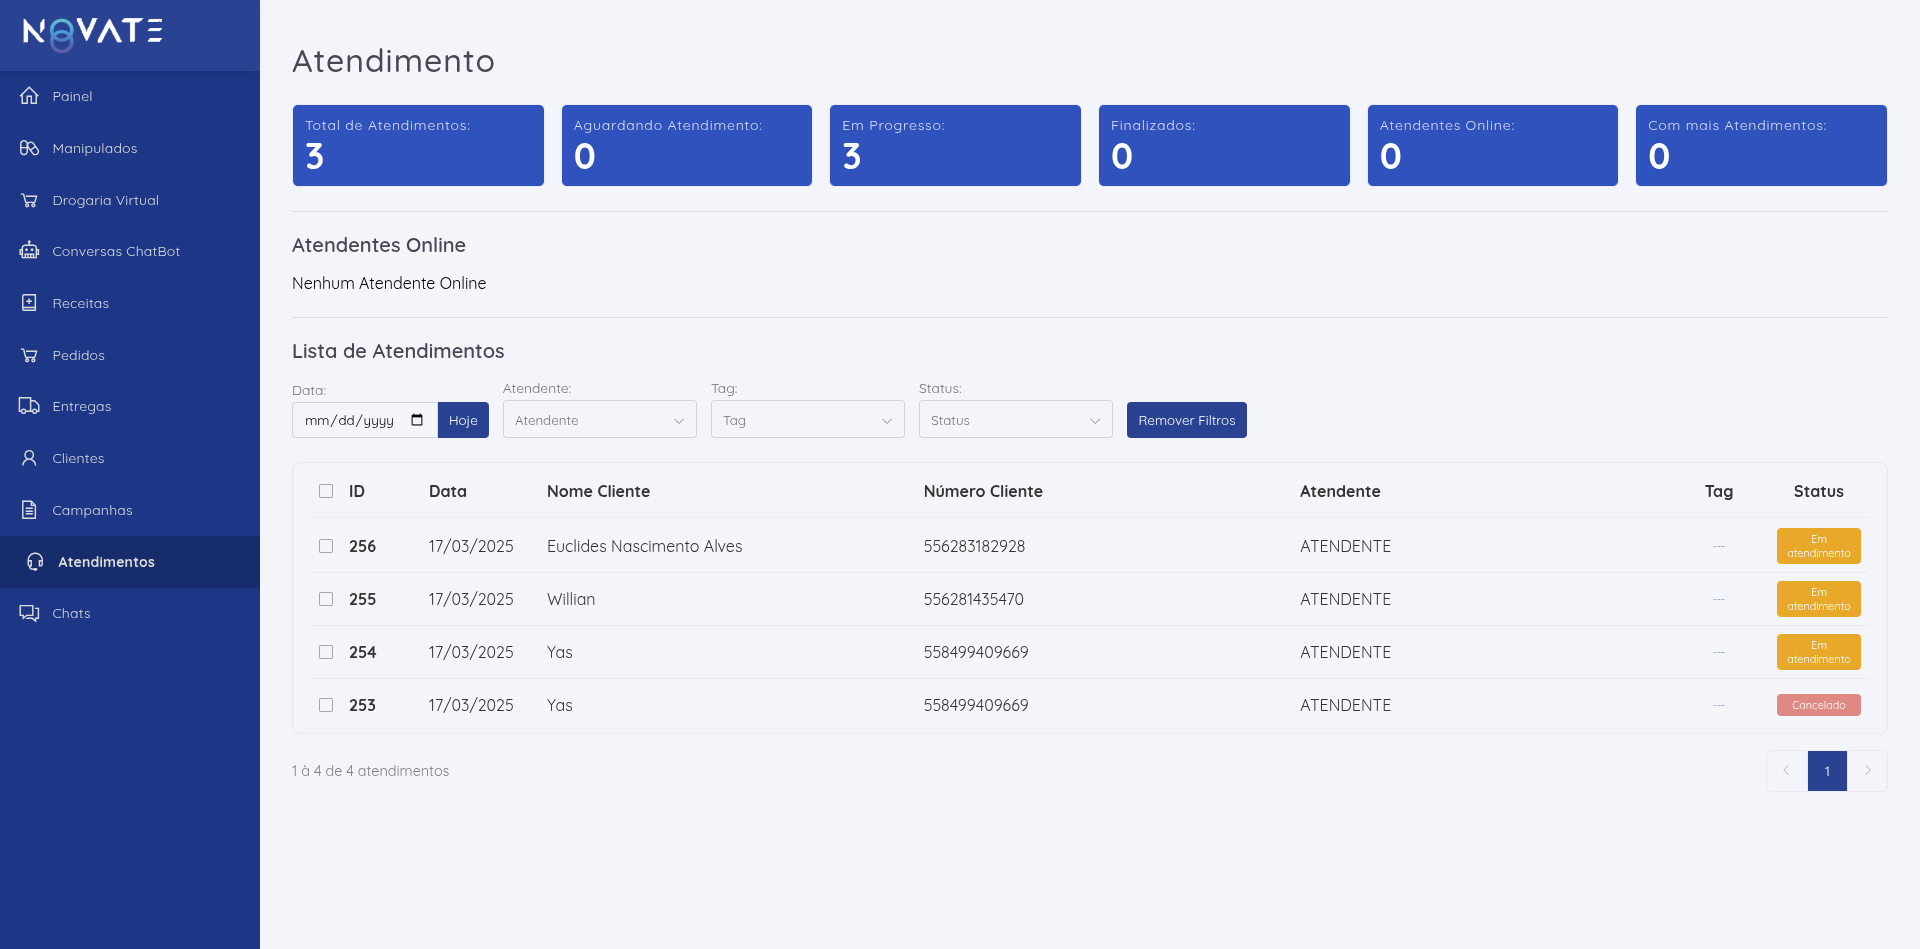 NOVATE
Painel
Manipulados
Drogaria Virtual
Conversas ChatBot
Receitas
Pedidos
Entregas
Clientes
Campanhas
Atendimentos
Chats
Atendimento
Total de Atendimentos:
3
Aguardando Atendimento:
0
Em Progresso:
3
Finalizados:
0
Atendentes Online:
0
Com mais Atendimentos:
0
Atendentes Online
Nenhum Atendente Online
Lista de Atendimentos
Data:
mm/dd/yyyy Hoje
Atendente:
Atendente
Tag:
Tag
Status:
Status
Remover Filtros
ID Data Nome Cliente Número Cliente Atendente Tag Status
256 17/03/2025 Euclides Nascimento Alves 556283182928 ATENDENTE --- Em
atendimento
255 17/03/2025 Willian 556281435470 ATENDENTE --- Em
atendimento
254 17/03/2025 Yas 558499409669 ATENDENTE --- Em
atendimento
253 17/03/2025 Yas 558499409669 ATENDENTE --- Cancelado
1 à 4 de 4 atendimentos
1